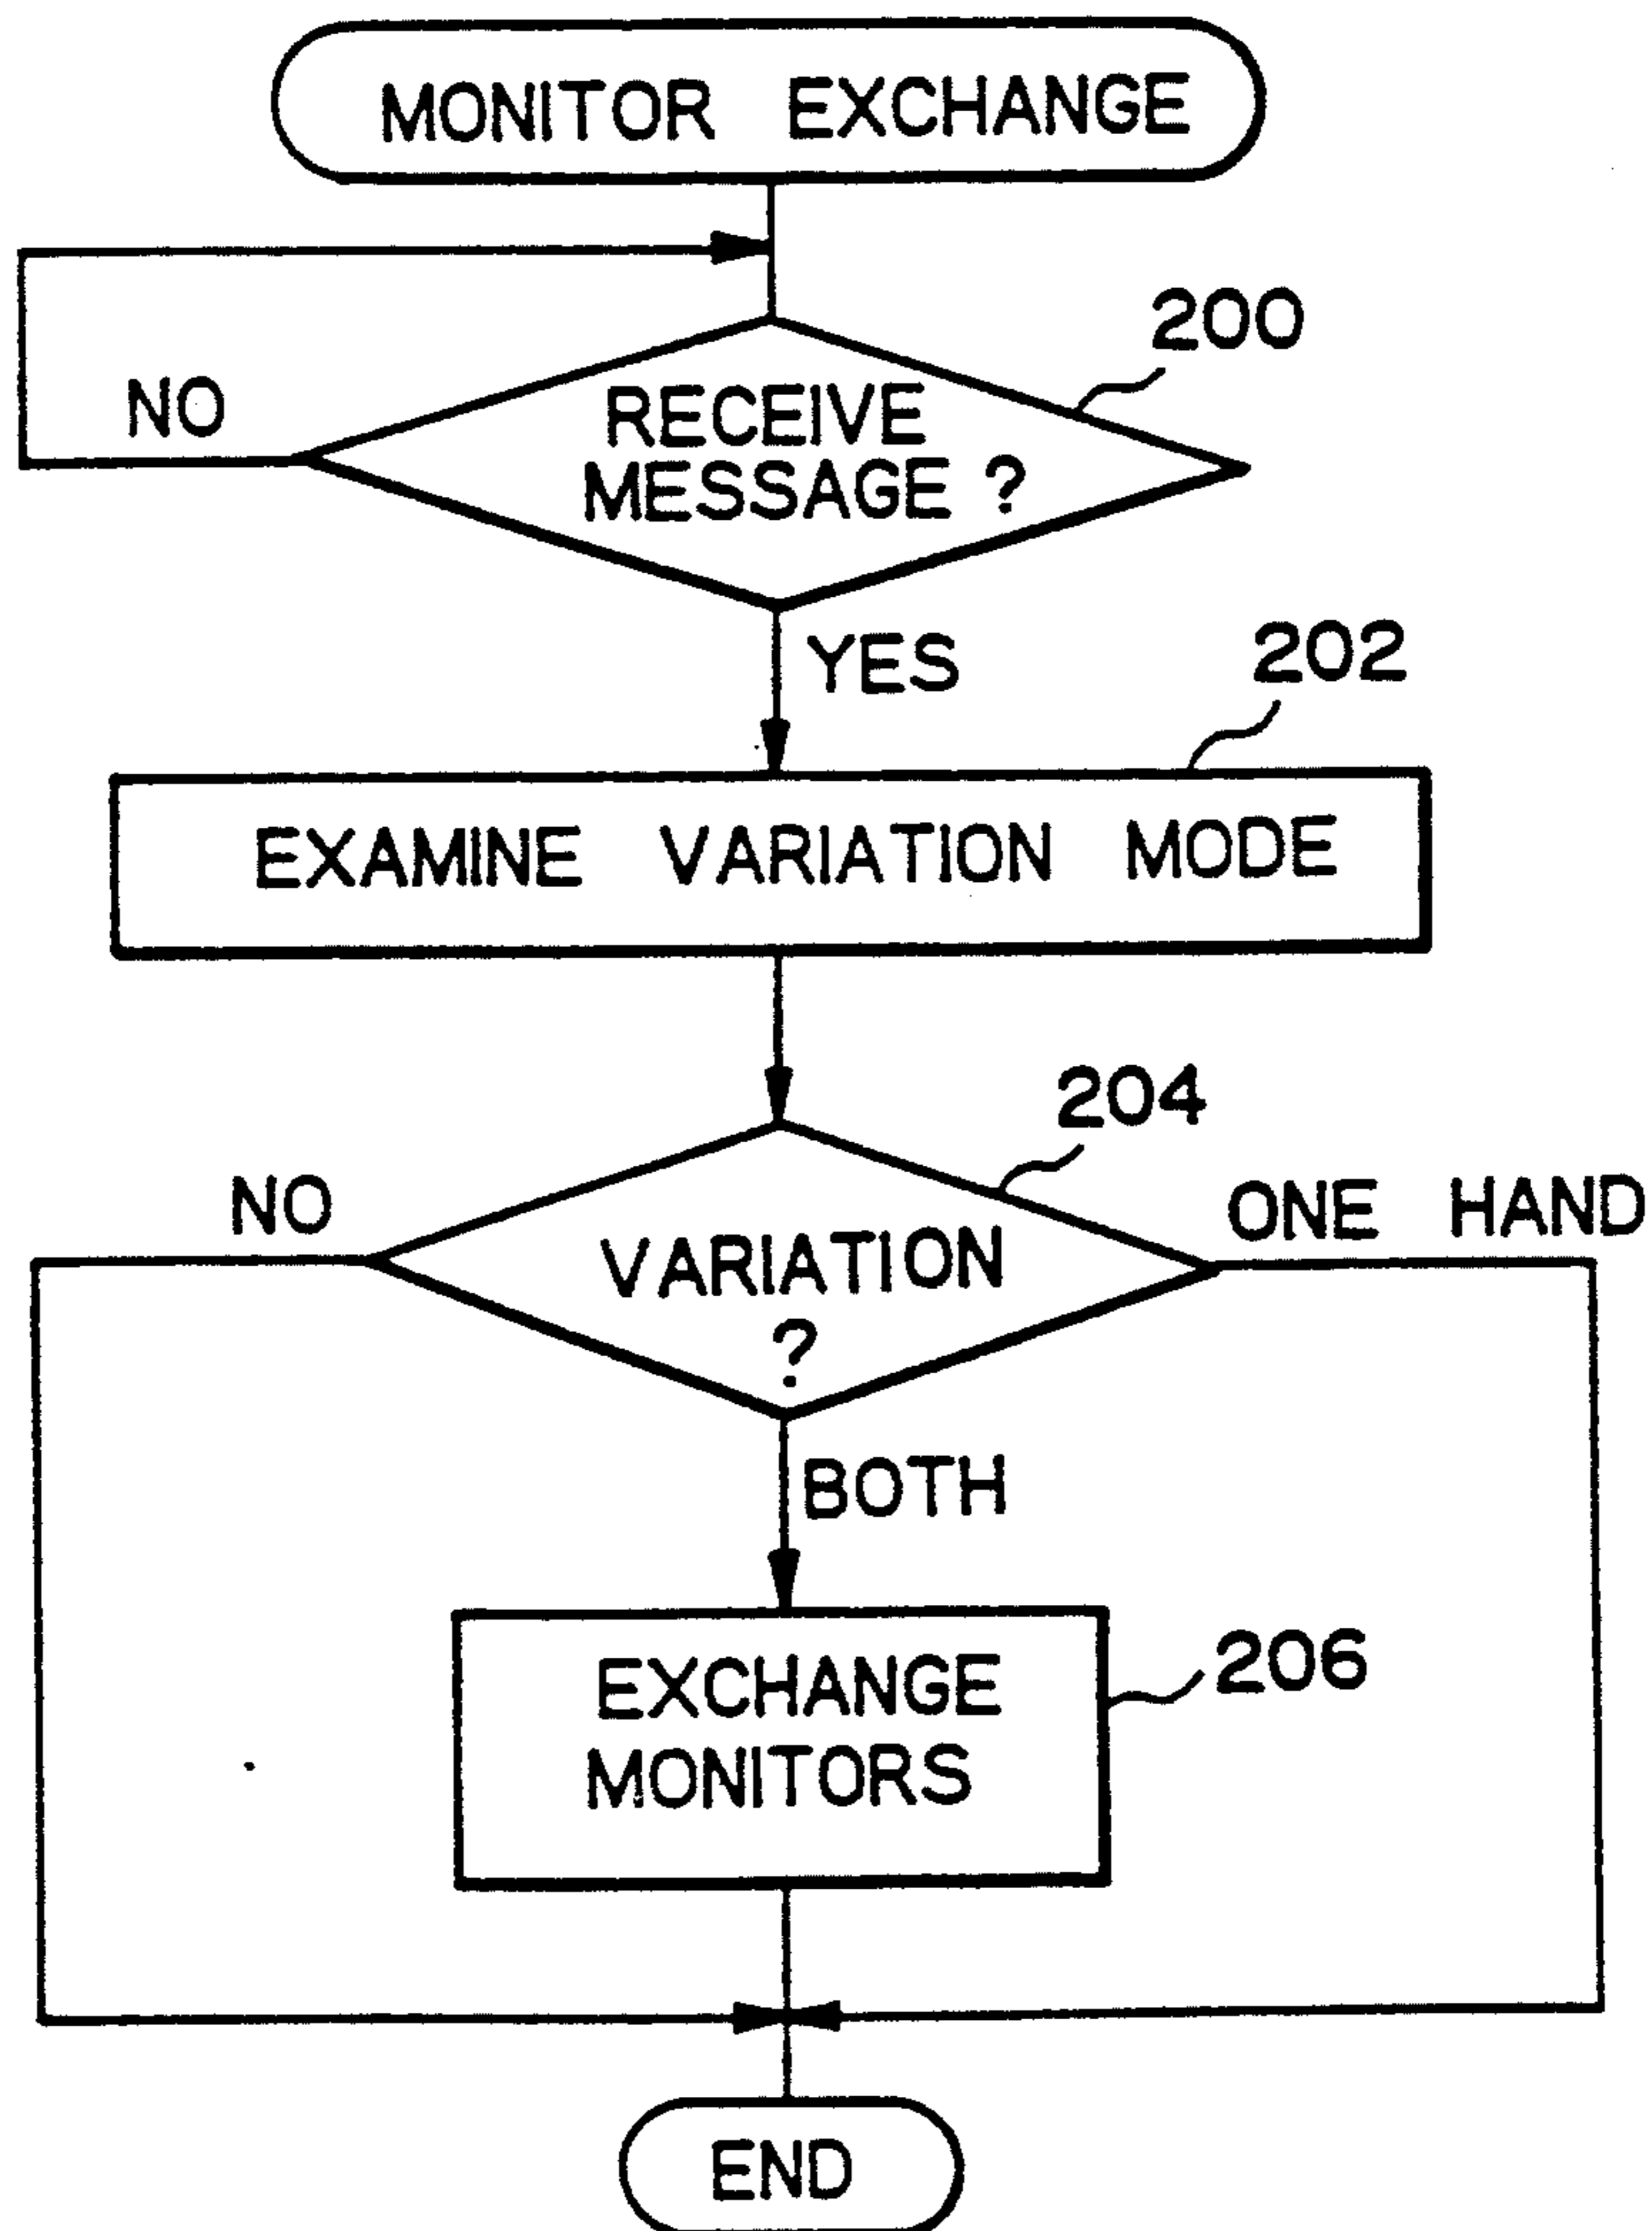 MONITOR EXCHANGE
200
NO
RECEIVE
MESSAGE ?
YES
202
EXAMINE VARIATION MODE
204
NO
ONE HAND
VARIATION
?
BOTH
EXCHANGE
MONITORS
206
END